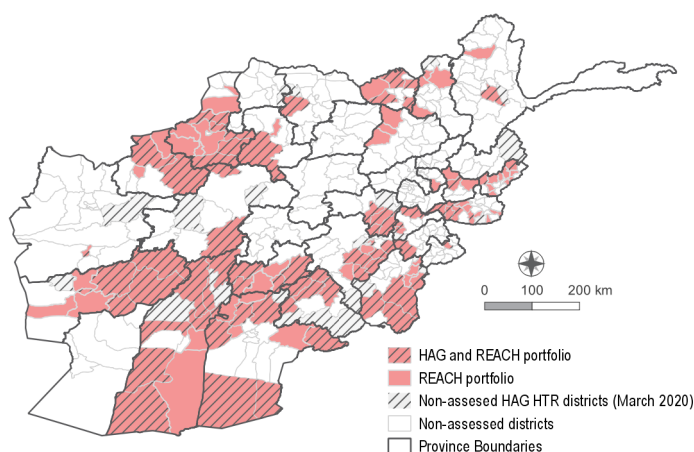 0 100 200 km
HAG and REACH portfolio
REACH portfolio
Non-assesed HAG HTR districts (March 2020)
Non-assessed districts
Province Boundaries